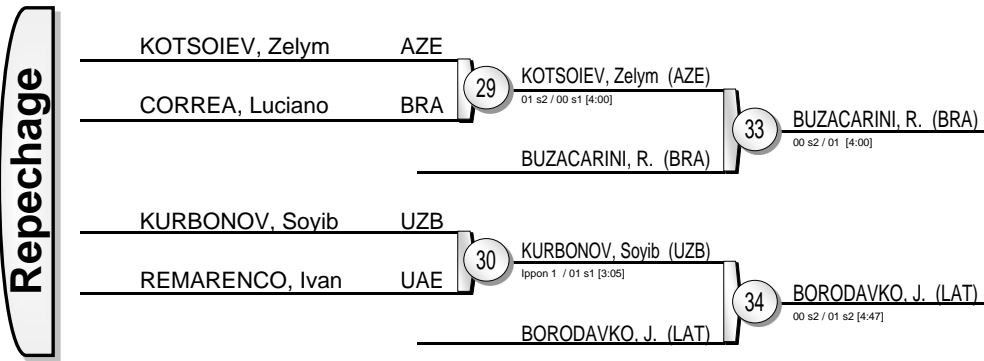 Repechage
KOTSOIEV, Zelym AZE
CORREA, Luciano BRA
29
KOTSOIEV, Zelym (AZE)
01 s2 / 00 s1 [4:00]
BUZACARINI, R. (BRA)
33
BUZACARINI, R. (BRA)
00 s2 / 01 [4:00]
KURBONOV, Soyib UZB
REMARENCO, Ivan UAE
30
KURBONOV, Soyib (UZB)
Ippon 1 / 01 s1 [3:05]
BORODAVKO, J. (LAT)
34
BORODAVKO, J. (LAT)
00 s2 / 01 s2 [4:47]